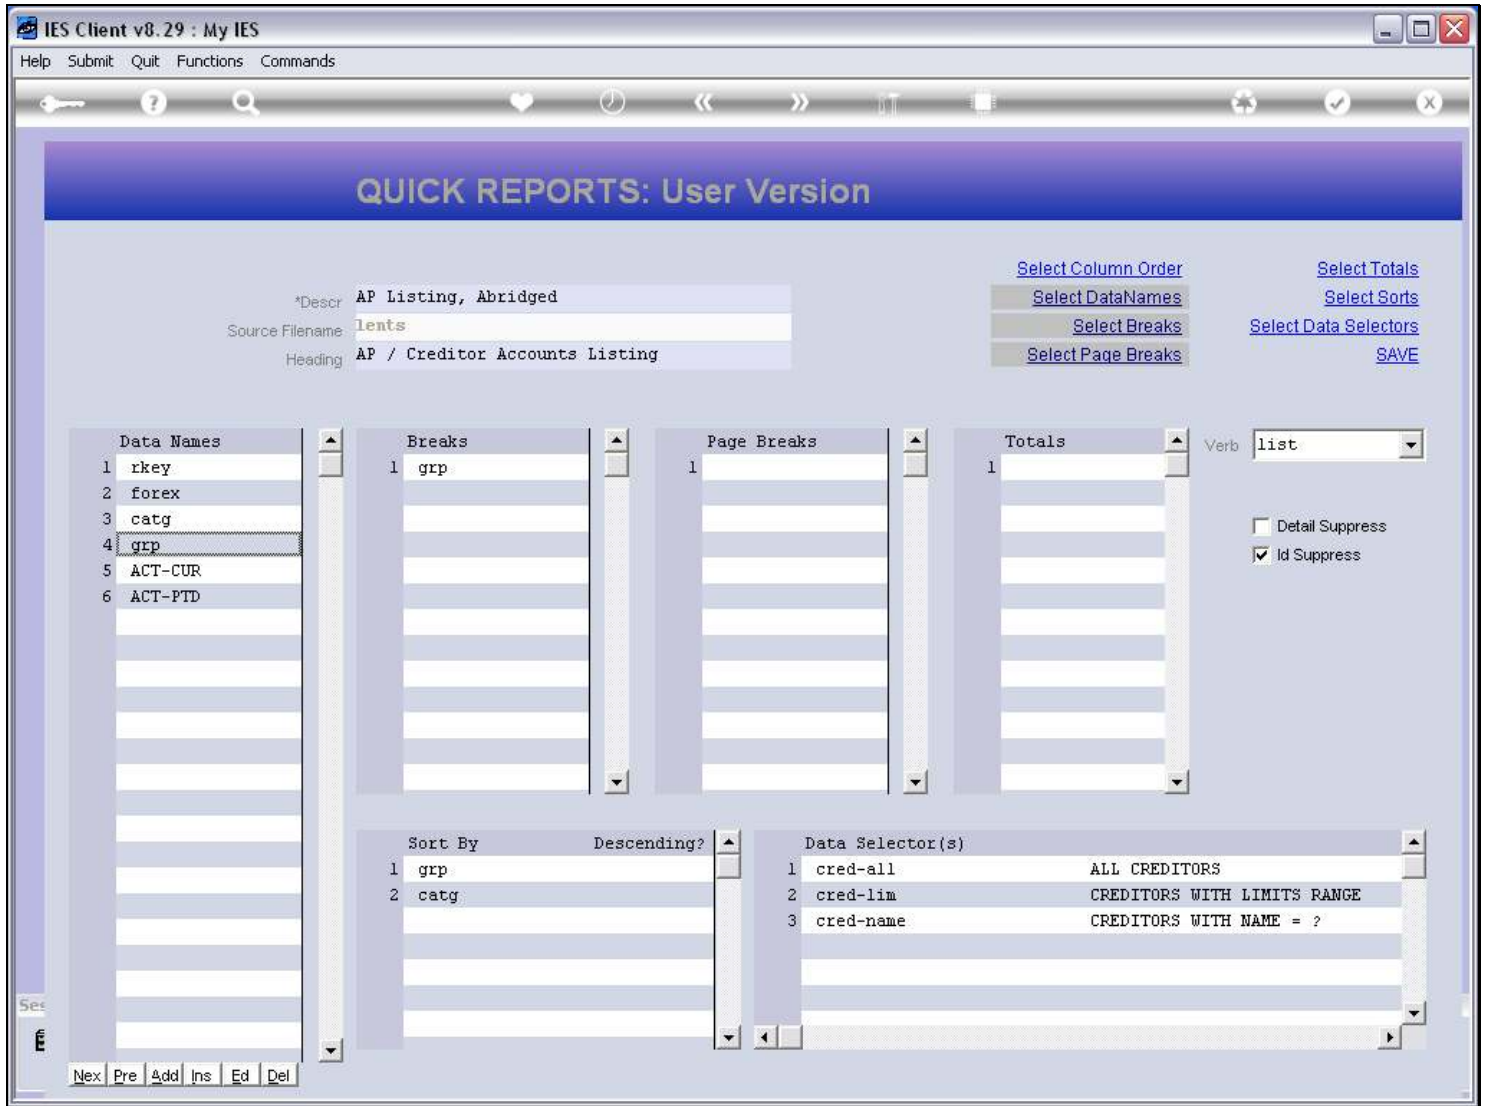 IES Client v8.29 : My IES
Help Submit Quit Functions Commands
QUICK REPORTS: User Version
Select Column Order Select Totals
*Descr AP Listing, Abridged Select DataNames Select Sorts
Source Filename lents Select Breaks Select Data Selectors
Heading AP / Creditor Accounts Listing Select Page Breaks SAVE
Data Names Breaks Page Breaks Totals Verb list
1 rkey 1 grp 1 1
2 forex
3 catg Detail Suppress
4 grp Id Suppress
5 ACT-CUR
6 ACT-PTD
Sort By Descending? Data Selector(s)
1 grp 1 cred-all ALL CREDITORS
2 catg 2 cred-lim CREDITORS WITH LIMITS RANGE
3 cred-name CREDITORS WITH NAME = ?
Ses
Nex Pre Add Ins Ed Del